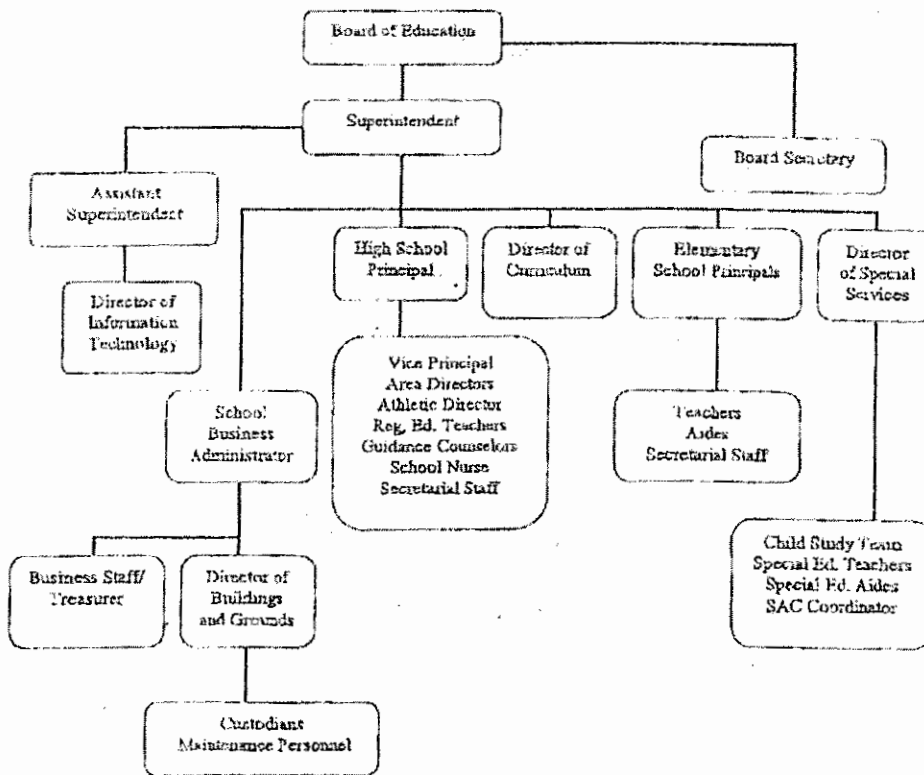 Board of Education
Superintendent
Board Secretary
Assistant
Superintendent
High School
Principal
Director of
Curriculum
Elementary
School Principals
Director
of Special
Services
Director of
Information
Technology
Vice Principal
Area Directors
Athletic Director
Reg. Ed. Teachers
Guidance Counselors
School Nurse
Secretarial Staff
School
Business
Administrator
Teachers
Aides
Secretarial Staff
Child Study Team
Special Ed. Teachers
Special Ed. Aides
SAC Coordinator
Business Staff/
Treasurer
Director of
Buildings
and Grounds
Custodian
Maintenance Personnel